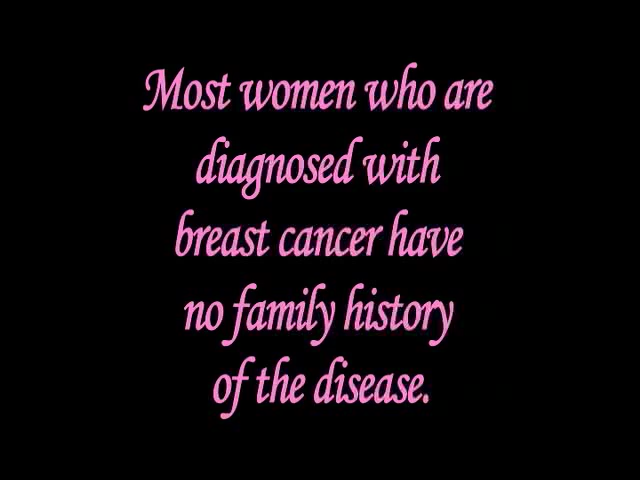 Most women who are
diagnosed with
breast cancer have
no family history
of the disease.